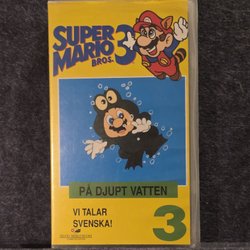 SUPER
MARIO 3
BROS.
PÅ DJUPT VATTEN
VI TALAR
SVENSKA!
3